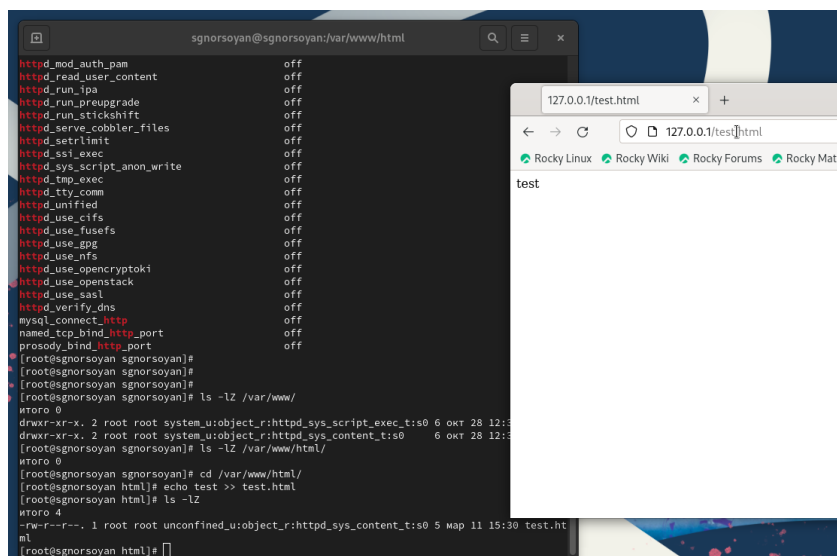 sgnorsoyan@sgnorsoyan:/var/www/html
httpd_mod_auth_pam off
httpd_read_user_content off
httpd_run_ipa off
httpd_run_preupgrade off
httpd_run_stickshift off
httpd_serve_cobbler_files off
httpd_setrlimit off
httpd_ssi_exec off
httpd_sys_script_anon_write off
httpd_tmp_exec off
httpd_tty_comm off
httpd_unified off
httpd_use_cifs off
httpd_use_fusefs off
httpd_use_gpg off
httpd_use_nfs off
httpd_use_opencryptoki off
httpd_use_openstack off
httpd_use_sasl off
httpd_verify_dns off
mysql_connect_http off
named_tcp_bind_http_port off
prosody_bind_http_port off
[root@sgnorsoyan sgnorsoyan]#
[root@sgnorsoyan sgnorsoyan]#
[root@sgnorsoyan sgnorsoyan]#
[root@sgnorsoyan sgnorsoyan]# ls -lZ /var/www/
итого 0
drwxr-xr-x. 2 root root system_u:object_r:httpd_sys_script_exec_t:s0 6 окт 28 12:3
drwxr-xr-x. 2 root root system_u:object_r:httpd_sys_content_t:s0 6 окт 28 12:3
[root@sgnorsoyan sgnorsoyan]# ls -lZ /var/www/html/
итого 0
[root@sgnorsoyan sgnorsoyan]# cd /var/www/html/
[root@sgnorsoyan html]# echo test >> test.html
[root@sgnorsoyan html]# ls -lZ
итого 4
-rw-r--r--. 1 root root unconfined_u:object_r:httpd_sys_content_t:s0 5 мар 11 15:30 test.ht
ml
[root@sgnorsoyan html]#
127.0.0.1/test.html
127.0.0.1/test.html
Rocky Linux Rocky Wiki Rocky Forums Rocky Mat
test